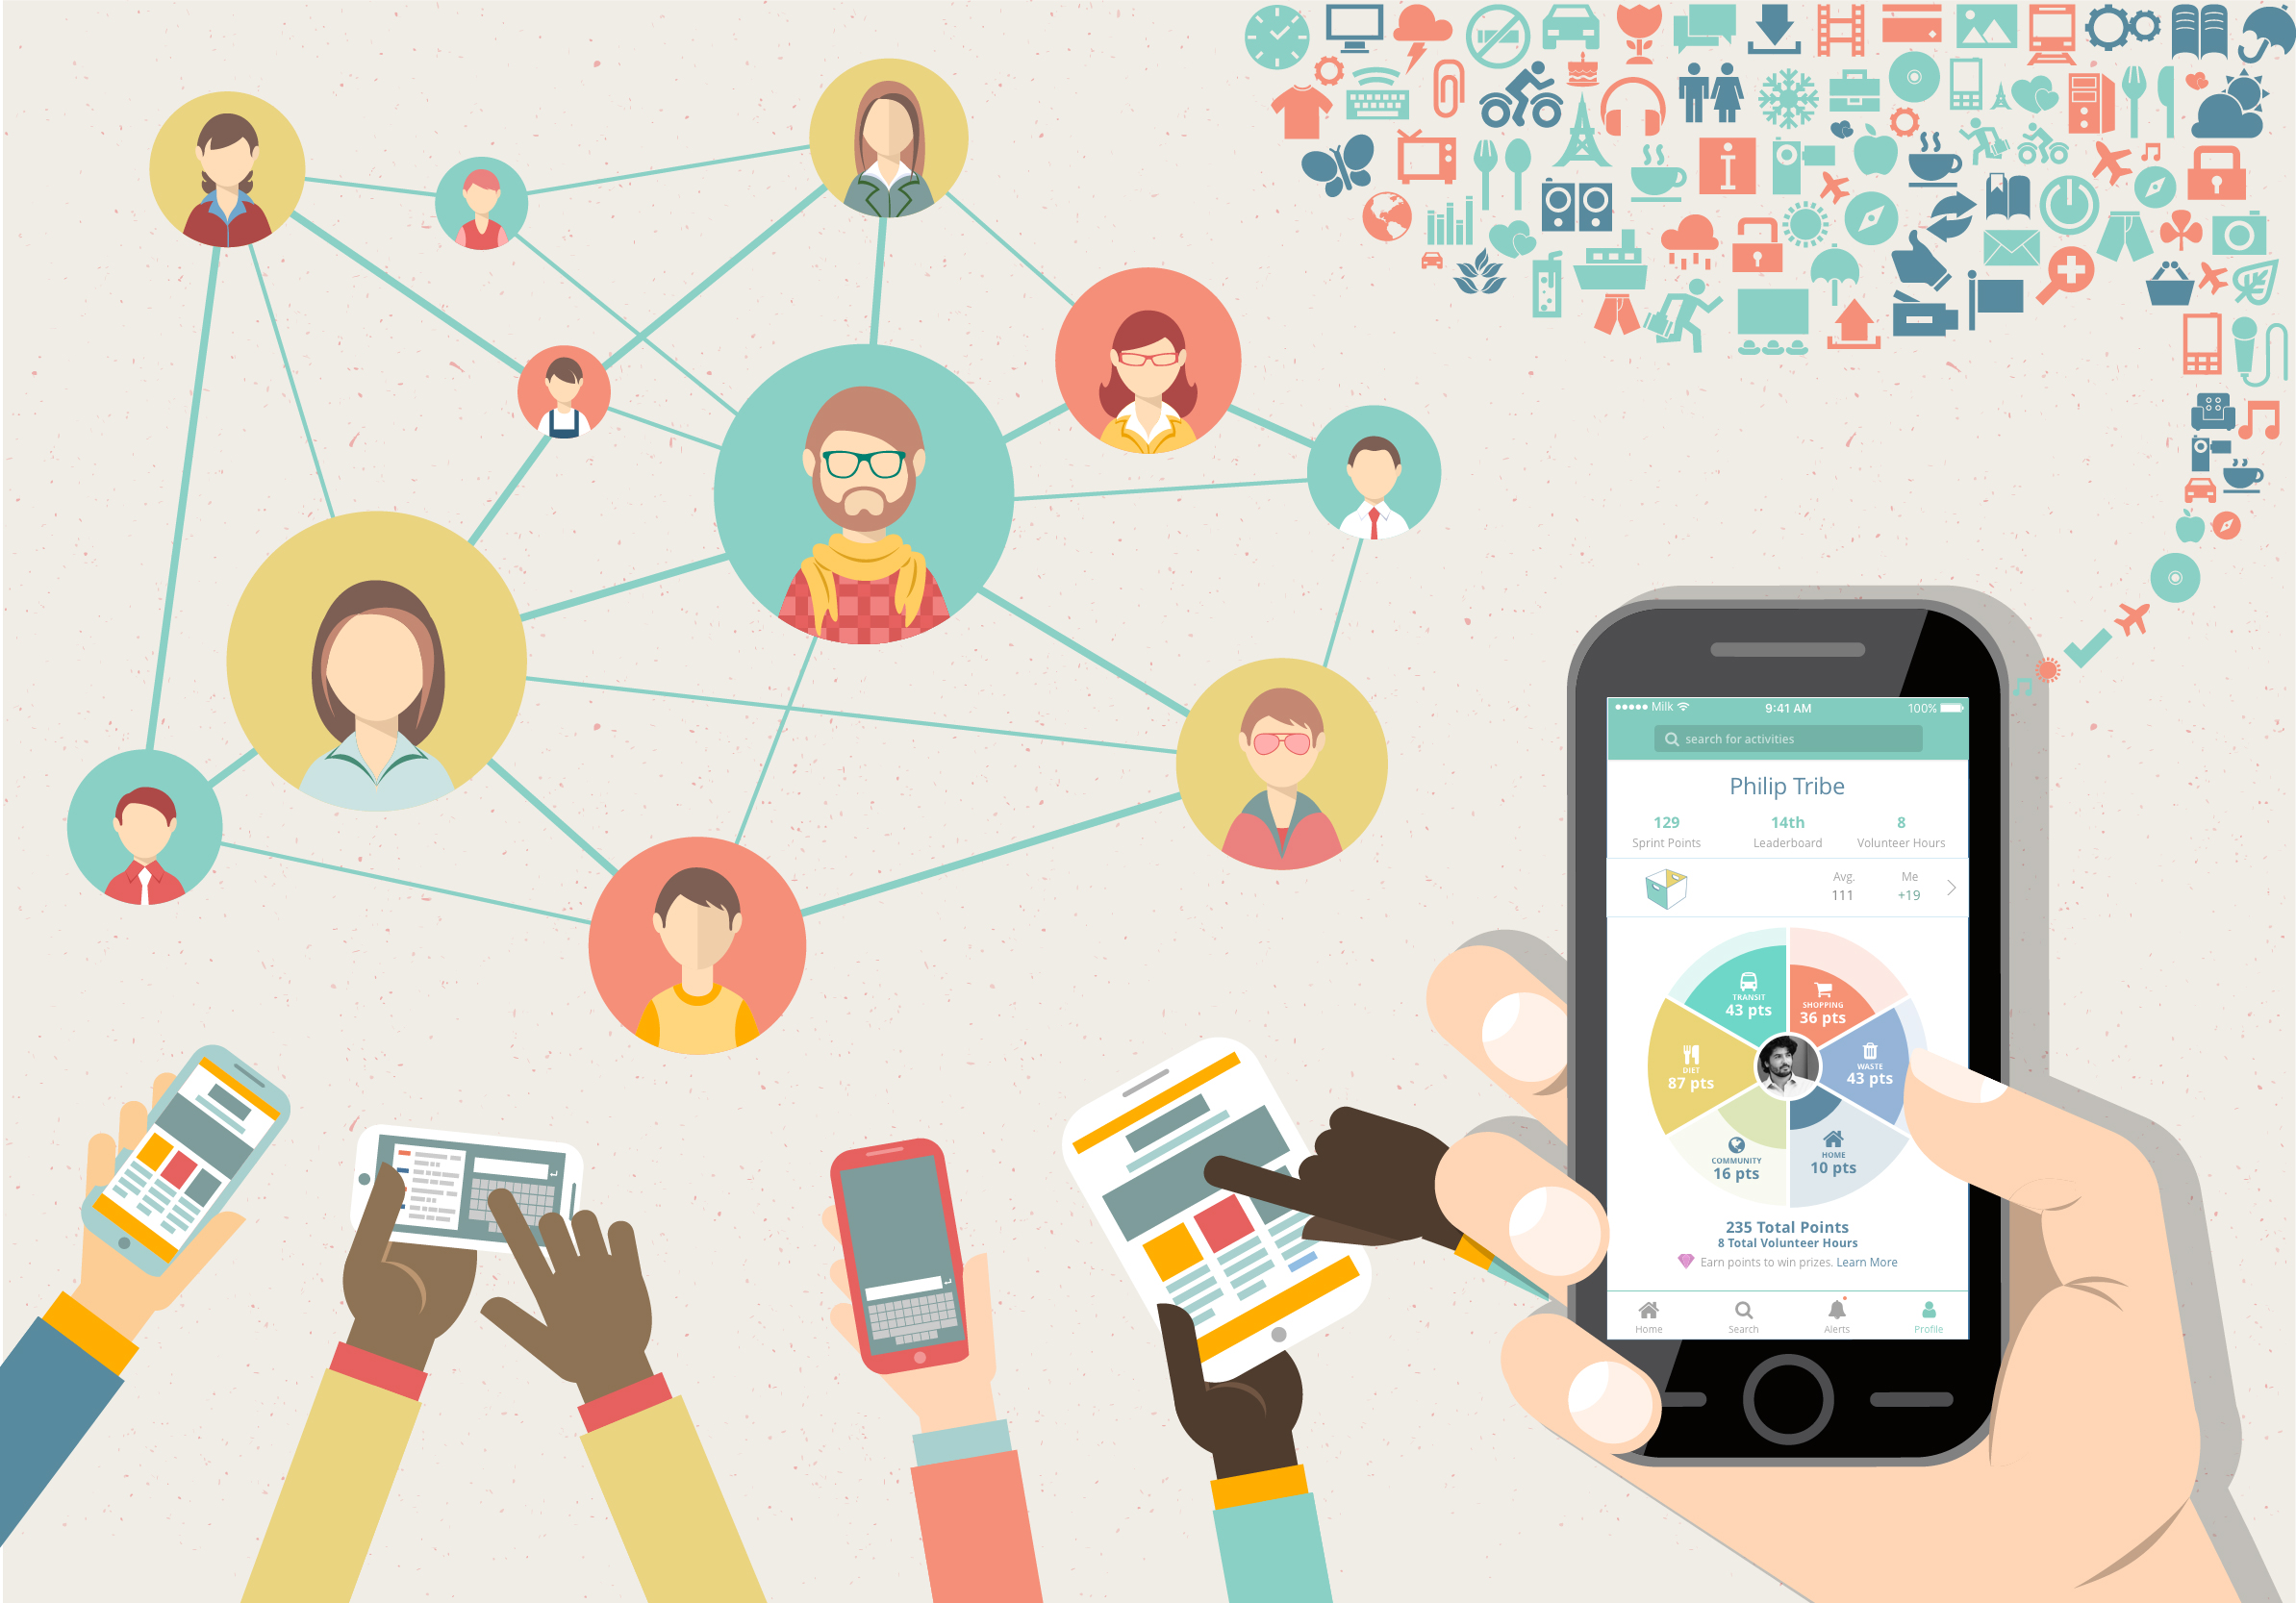 Milk 9:41 AM 100%
search for activities
Philip Tribe
129 14th 8
Sprint Points Leaderboard Volunteer Hours
Avg. Me
111 +19
TRANSIT
43 pts
SHOPPING
36 pts
DIET
87 pts
WASTE
43 pts
COMMUNITY
16 pts
HOME
10 pts
235 Total Points
8 Total Volunteer Hours
Earn points to win prizes. Learn More
Home Search Alerts Profile